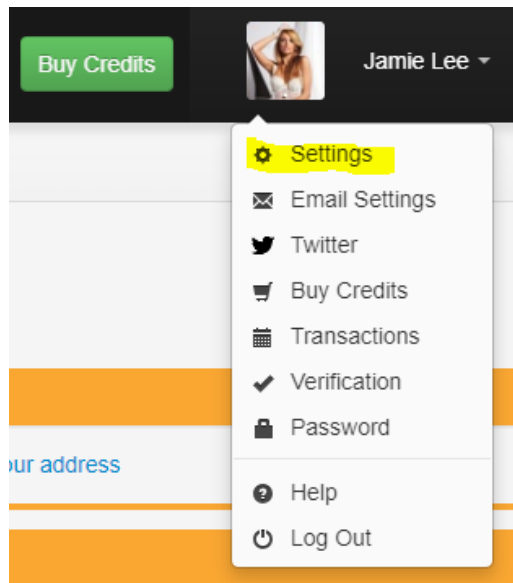 Buy Credits
Jamie Lee
Settings
Email Settings
Twitter
Buy Credits
Transactions
Verification
Password
our address
Help
Log Out